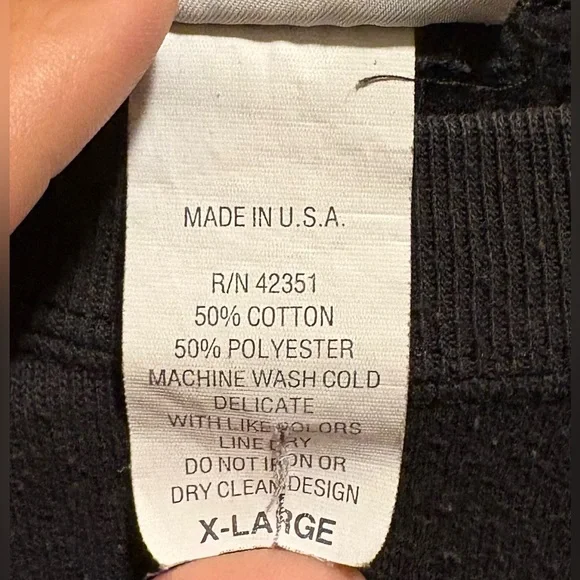 MADE IN U.S.A.
R/N 42351
50% COTTON
50% POLYESTER
MACHINE WASH COLD
DELICATE
WITH LIKE COLORS
LINE DRY
DO NOT IRON OR
DRY CLEAN DESIGN
X-LARGE